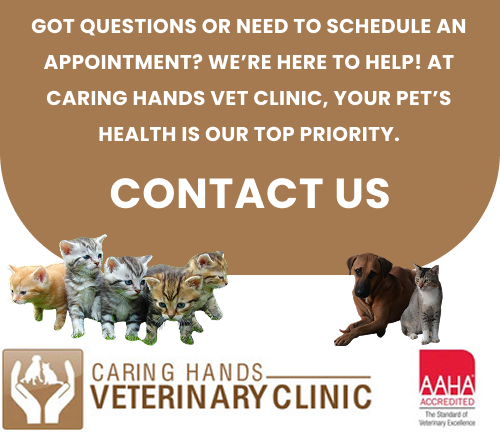 GOT QUESTIONS OR NEED TO SCHEDULE AN
APPOINTMENT? WE'RE HERE TO HELP! AT
CARING HANDS VET CLINIC, YOUR PET'S
HEALTH IS OUR TOP PRIORITY.
CONTACT US
CARING HANDS
VETERINARY CLINIC
AAHA
ACCREDITED
The Standard of
Veterinary Excellence